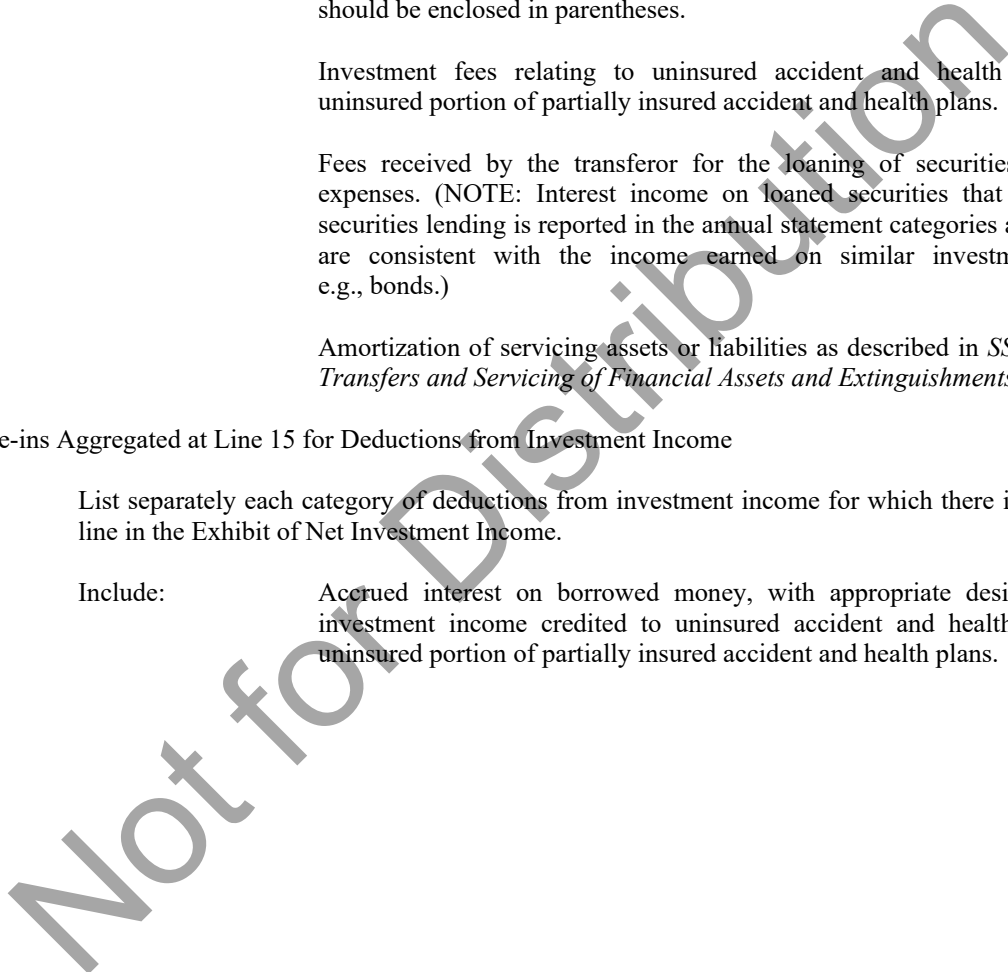 should be enclosed in parentheses.
Investment fees relating to uninsured accident and health
uninsured portion of partially insured accident and health plans.
Fees received by the transferor for the loaning of securities
expenses. (NOTE: Interest income on loaned securities that
securities lending is reported in the annual statement categories a
are consistent with the income earned on similar investm
e.g., bonds.)
Amortization of servicing assets or liabilities as described in SS
Transfers and Servicing of Financial Assets and Extinguishments
e-ins Aggregated at Line 15 for Deductions from Investment Income
List separately each category of deductions from investment income for which there i
line in the Exhibit of Net Investment Income.
Include: Accrued interest on borrowed money, with appropriate desi
investment income credited to uninsured accident and health
uninsured portion of partially insured accident and health plans.
Not for Distribution